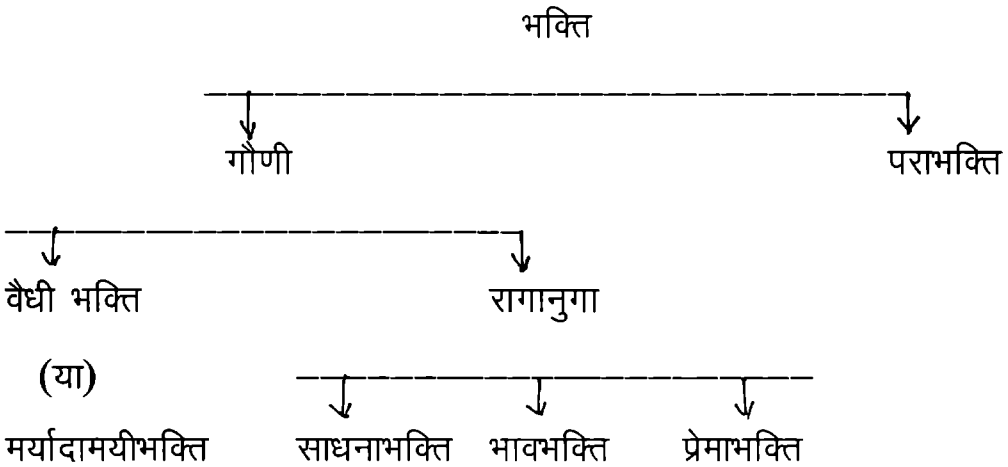 भक्ति
गौणी पराभक्ति
वैधी भक्ति रागानुगा
(या)
मर्यादामयीभक्ति साधनाभक्ति भावभक्ति प्रेमाभक्ति